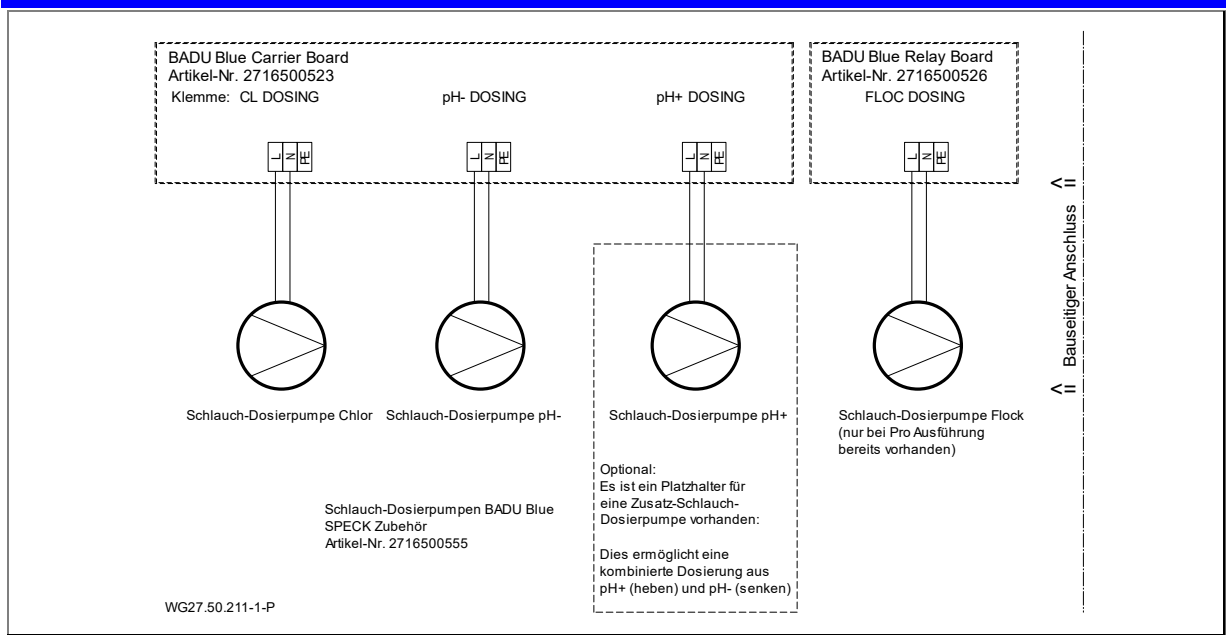 BADU Blue Carrier Board
Artikel-Nr. 2716500523
Klemme: CL DOSING
pH- DOSING
pH+ DOSING
BADU Blue Relay Board
Artikel-Nr. 2716500526
FLOC DOSING
L N PE
L N PE
L N PE
L N PE
<= Bauseitiger Anschluss <=
Schlauch-Dosierpumpe Chlor
Schlauch-Dosierpumpe pH-
Schlauch-Dosierpumpe pH+
Schlauch-Dosierpumpe Flock
(nur bei Pro Ausführung
bereits vorhanden)
Optional:
Es ist ein Platzhalter für
eine Zusatz-Schlauch-
Dosierpumpe vorhanden:
Dies ermöglicht eine
kombinierte Dosierung aus
pH+ (heben) und pH- (senken)
Schlauch-Dosierpumpen BADU Blue
SPECK Zubehör
Artikel-Nr. 2716500555
WG27.50.211-1-P